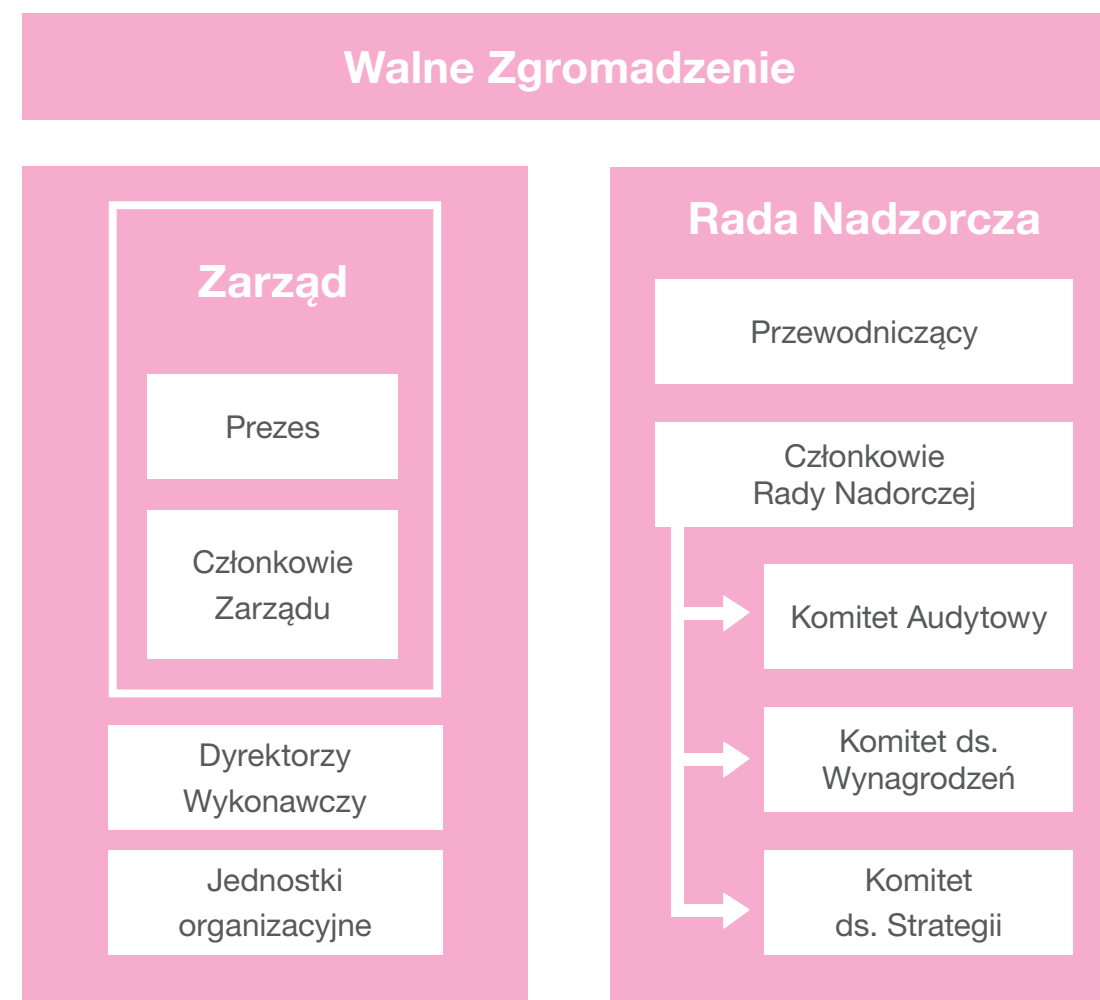 Walne Zgromadzenie
Zarząd
Prezes
Członkowie
Zarządu
Dyrektorzy
Wykonawczy
Jednostki
organizacyjne
Rada Nadzorcza
Przewodniczący
Członkowie
Rady Nadorczej
Komitet Audytowy
Komitet ds.
Wynagrodzeń
Komitet
ds. Strategii